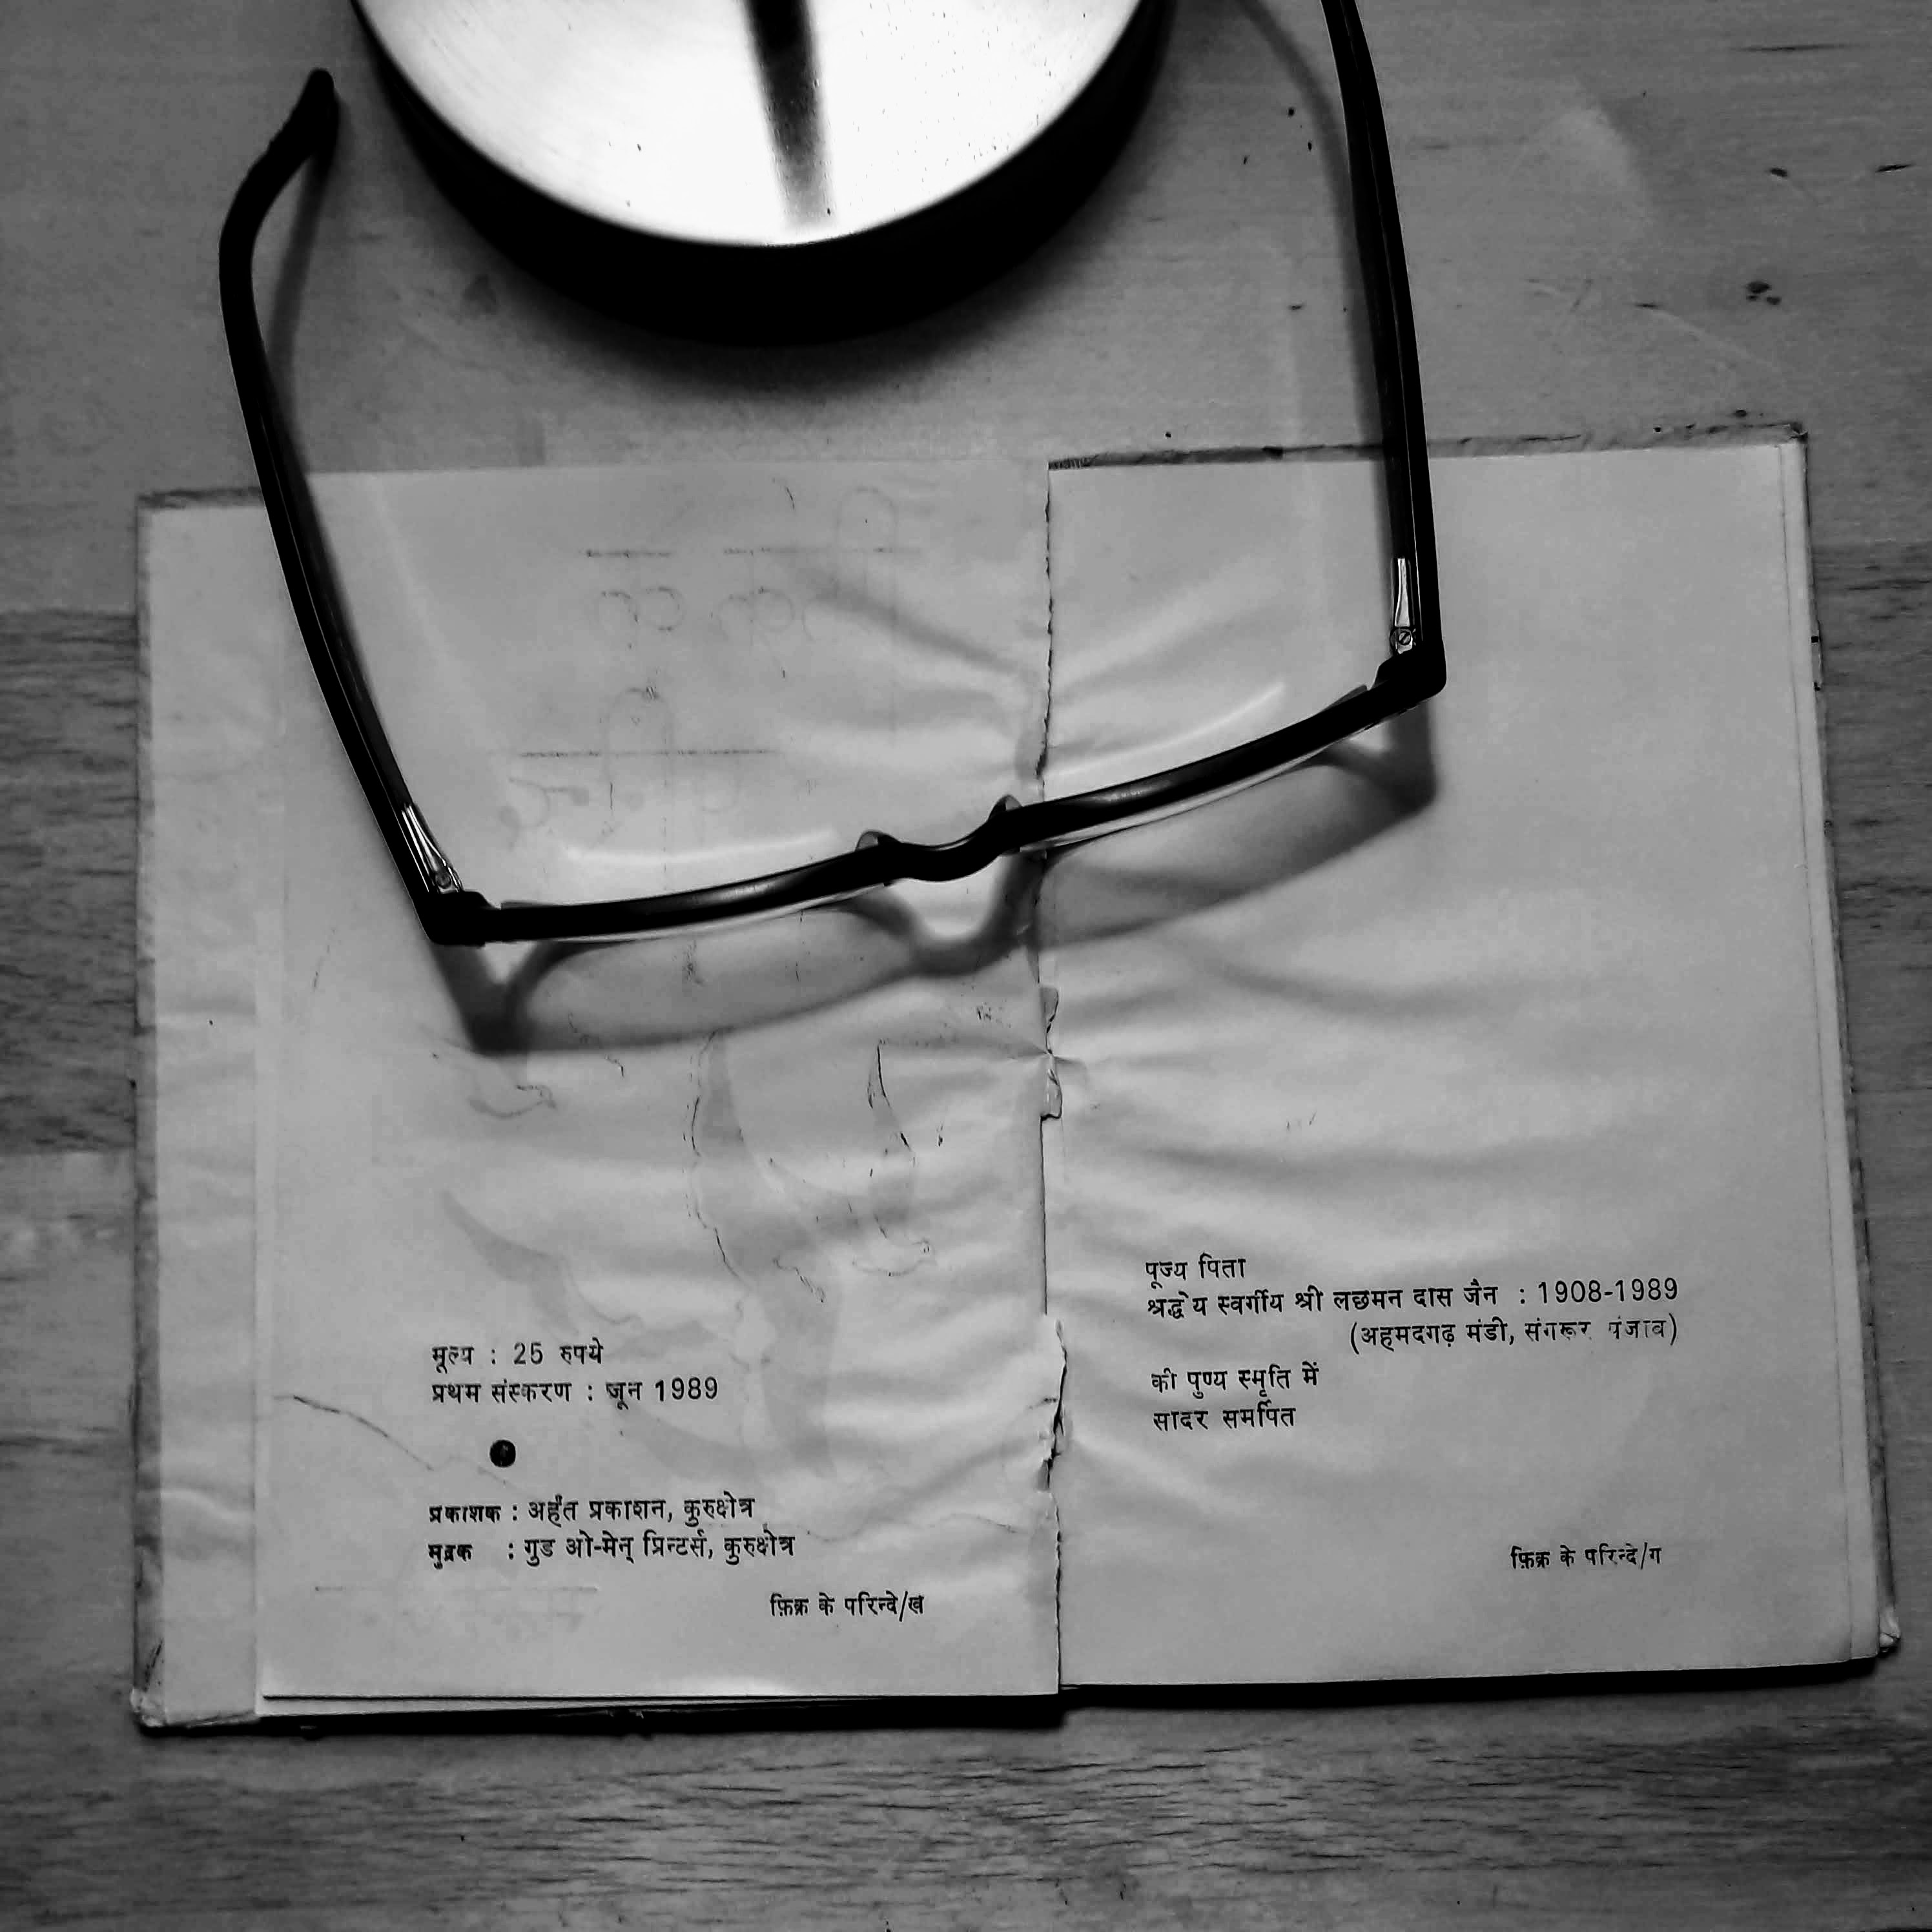 मूल्य : 25 रुपये
प्रथम संस्करण : जून 1989
प्रकाशक : अर्हंत प्रकाशन, कुरुक्षेत्र
मुद्रक : गुड ओ-मेन् प्रिन्टर्स, कुरुक्षेत्र
फ़िक्र के परिन्दे/ख
पूज्य पिता
श्रद्धेय स्वर्गीय श्री लछमन दास जैन : 1908-1989
(अहमदगढ़ मंडी, संगरूर पंजाब)
की पुण्य स्मृति में
सादर समर्पित
फ़िक्र के परिन्दे/ग